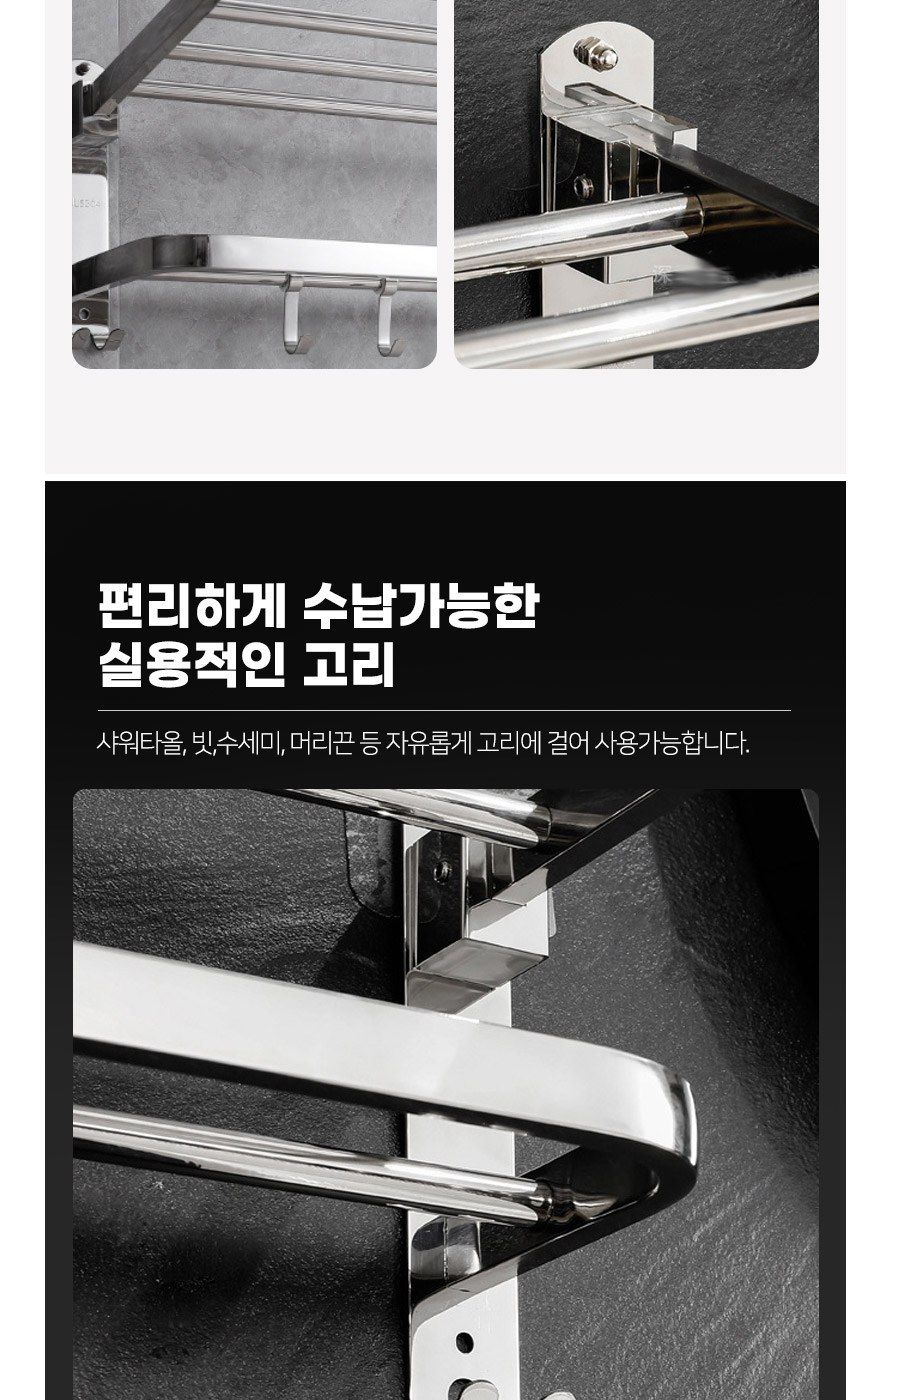 편리하게 수납가능한
실용적인 고리
샤워타올, 빗,수세미, 머리끈 등 자유롭게 고리에 걸어 사용가능합니다.